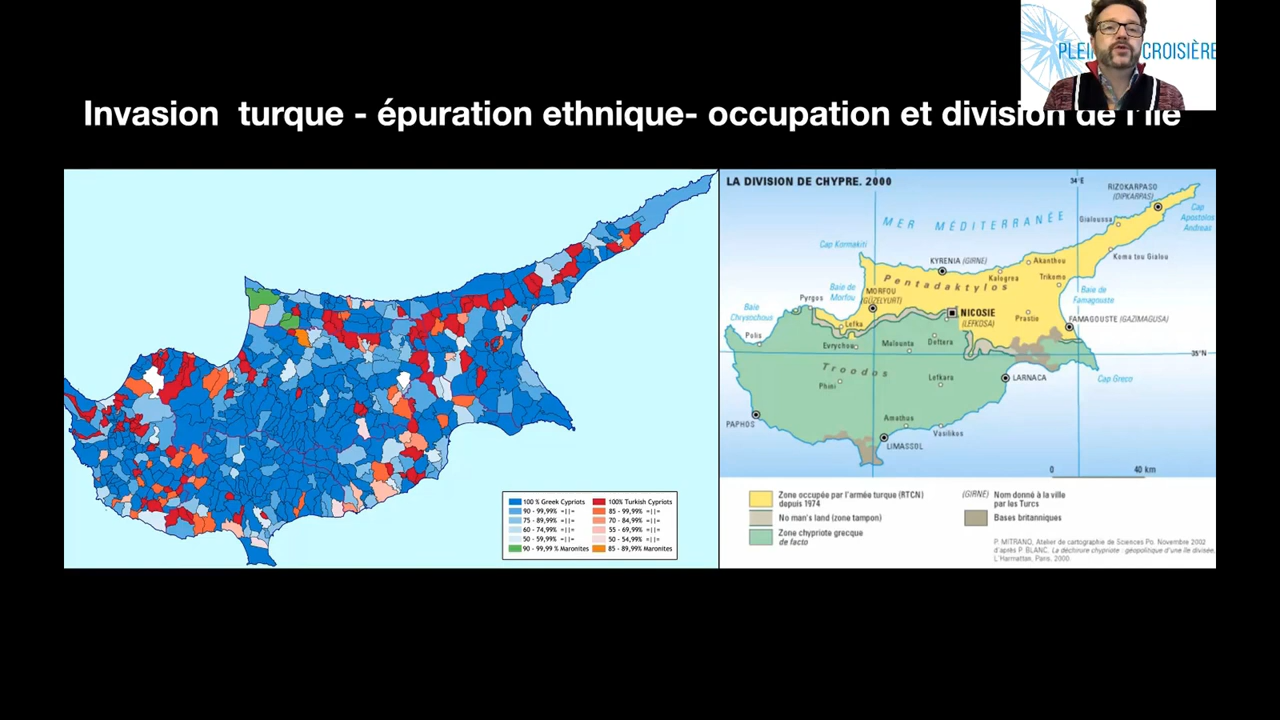 PLEIN CROISIÈRE
Invasion  turque - épuration ethnique- occupation et division de l'île
100 % Greek Cypriots
90 - 99,99% =||=
75 - 89,99% =||=
60 - 74,99% =||=
50 - 59,99% =||=
90 - 99,99 % Maronites
100% Turkish Cypriots
85 - 99,99% =||=
70 - 84,99% =||=
55 - 69,99% =||=
50 - 54,99% =||=
85 - 89,99% Maronites
LA DIVISION DE CHYPRE. 2000
34°E
RIZOKARPASO
(DIPKARPAS)
Cap
Apostolos
Andreas
MER MÉDITERRANÉE
Gialoussa
Cap Kormakiti
KYRENIA (GIRNE)
Akanthou
Koma tou Gialou
Kalogrea
Trikomo
Pentadaktylos
Baie de
Morfou
MORFOU
(GÜZELYURT)
Baie de
Famagouste
Pyrgos
Baie
Chrysochous
NICOSIE
(LEFKOSA)
Prastio
FAMAGOUSTE (GAZIMAGUSA)
Lefka
Polis
Evrychou
Malounta
Deftera
35°N
Troodos
Phini
Lefkara
LARNACA
Cap Greco
PAPHOS
Amathus
Vasilikos
LIMASSOL
0 40 km
Zone occupée par l'armée turque (RTCN)
depuis 1974
No man's land (zone tampon)
Zone chypriote grecque
de facto
(GIRNE) Nom donné à la ville
par les Turcs
Bases britanniques
P. MITRANO, Atelier de cartographie de Sciences Po. Novembre 2002
d'après P. BLANC. La déchirure chypriote : géopolitique d'une île divisée.
L'Harmattan, Paris, 2000.